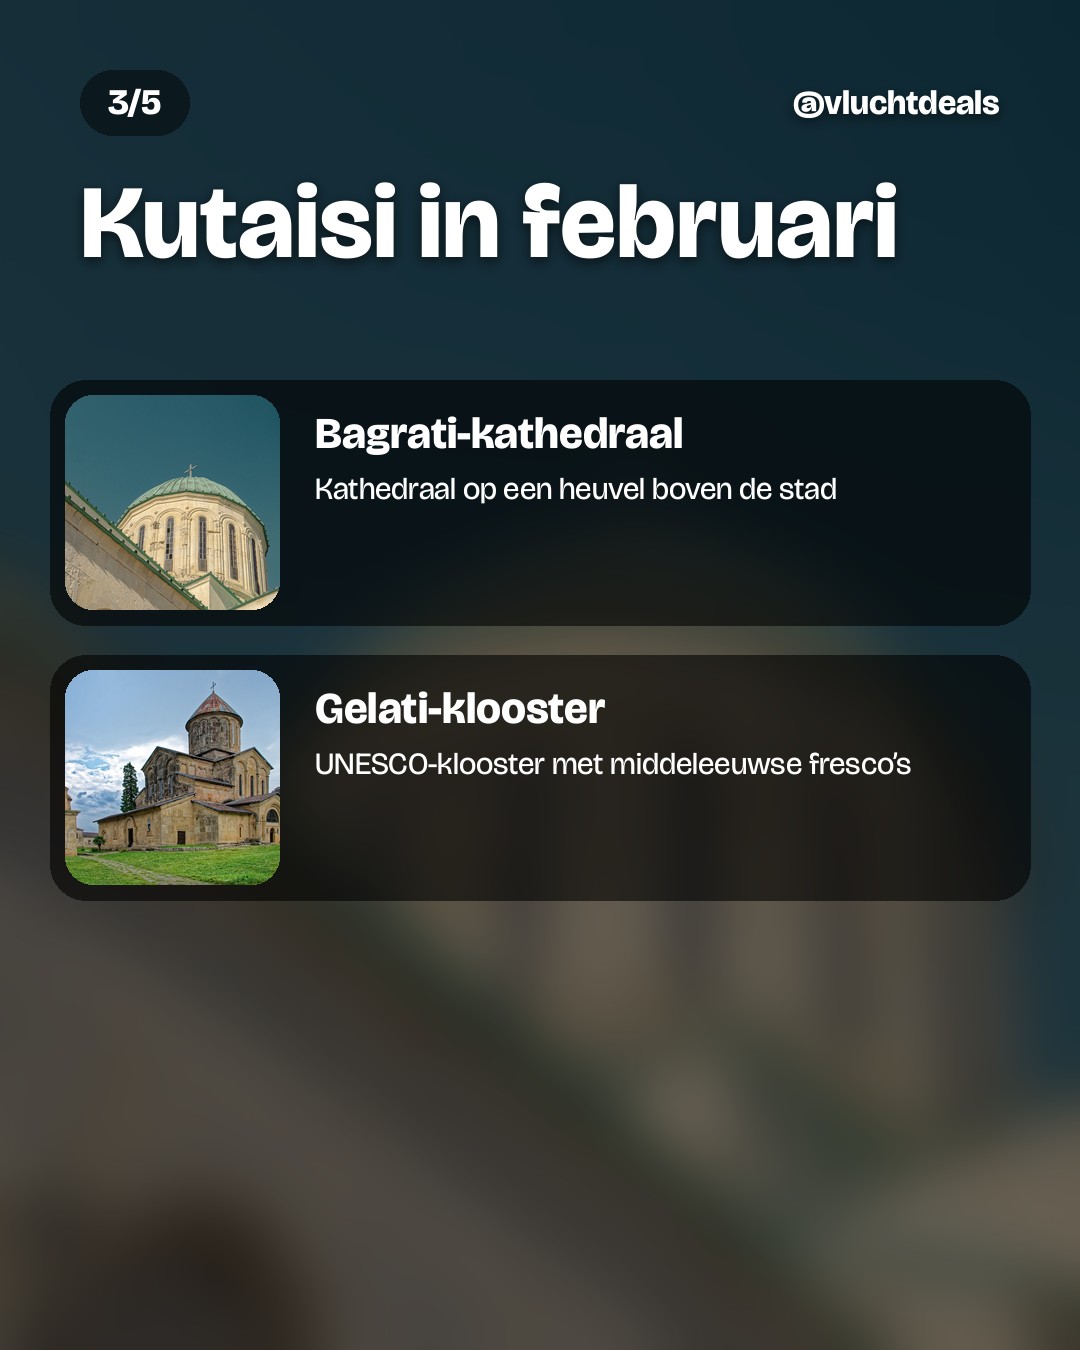 3/5
@vluchtdeals
Kutaisi in februari
Bagrati-kathedraal
Kathedraal op een heuvel boven de stad
Gelati-klooster
UNESCO-klooster met middeleeuwse fresco’s